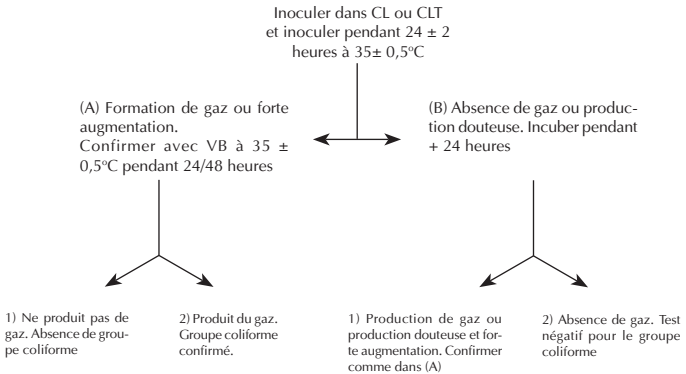 Inoculer dans CL ou CLT
et inoculer pendant 24 ± 2
heures à 35± 0,5ºC
(A) Formation de gaz ou forte
augmentation.
Confirmer avec VB à 35 ±
0,5ºC pendant 24/48 heures
(B) Absence de gaz ou produc-
tion douteuse. Incuber pendant
+ 24 heures
1) Ne produit pas de
gaz. Absence de grou-
pe coliforme
2) Produit du gaz.
Groupe coliforme
confirmé.
1) Production de gaz ou
production douteuse et for-
te augmentation. Confirmer
comme dans (A)
2) Absence de gaz. Test
négatif pour le groupe
coliforme